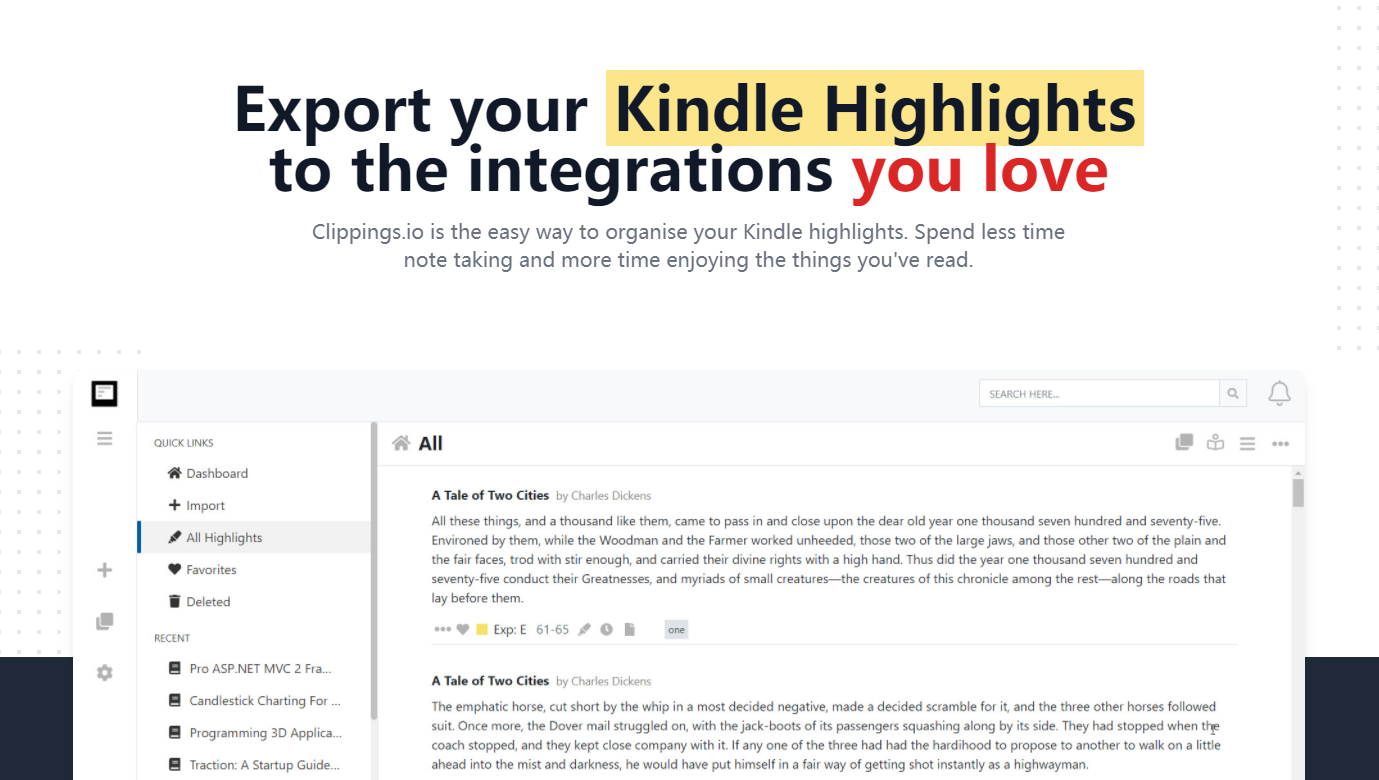 Export your Kindle Highlights
to the integrations you love
Clippings.io is the easy way to organise your Kindle highlights. Spend less time
note taking and more time enjoying the things you've read.
SEARCH HERE...
QUICK LINKS
Dashboard
Import
All Highlights
Favorites
Deleted
RECENT
Pro ASP.NET MVC 2 Fra...
Candlestick Charting For ...
Programming 3D Applica...
Traction: A Startup Guide...
All
A Tale of Two Cities by Charles Dickens
All these things, and a thousand like them, came to pass in and close upon the dear old year one thousand seven hundred and seventy-five.
Environed by them, while the Woodman and the Farmer worked unheeded, those two of the large jaws, and those other two of the plain and
the fair faces, trod with stir enough, and carried their divine rights with a high hand. Thus did the year one thousand seven hundred and
seventy-five conduct their Greatnesses, and myriads of small creatures—the creatures of this chronicle among the rest—along the roads that
lay before them.
Exp: E 61-65 one
A Tale of Two Cities by Charles Dickens
The emphatic horse, cut short by the whip in a most decided negative, made a decided scramble for it, and the three other horses followed
suit. Once more, the Dover mail struggled on, with the jack-boots of its passengers squashing along by its side. They had stopped when the
coach stopped, and they kept close company with it. If any one of the three had had the hardihood to propose to another to walk on a little
ahead into the mist and darkness, he would have put himself in a fair way of getting shot instantly as a highwayman.